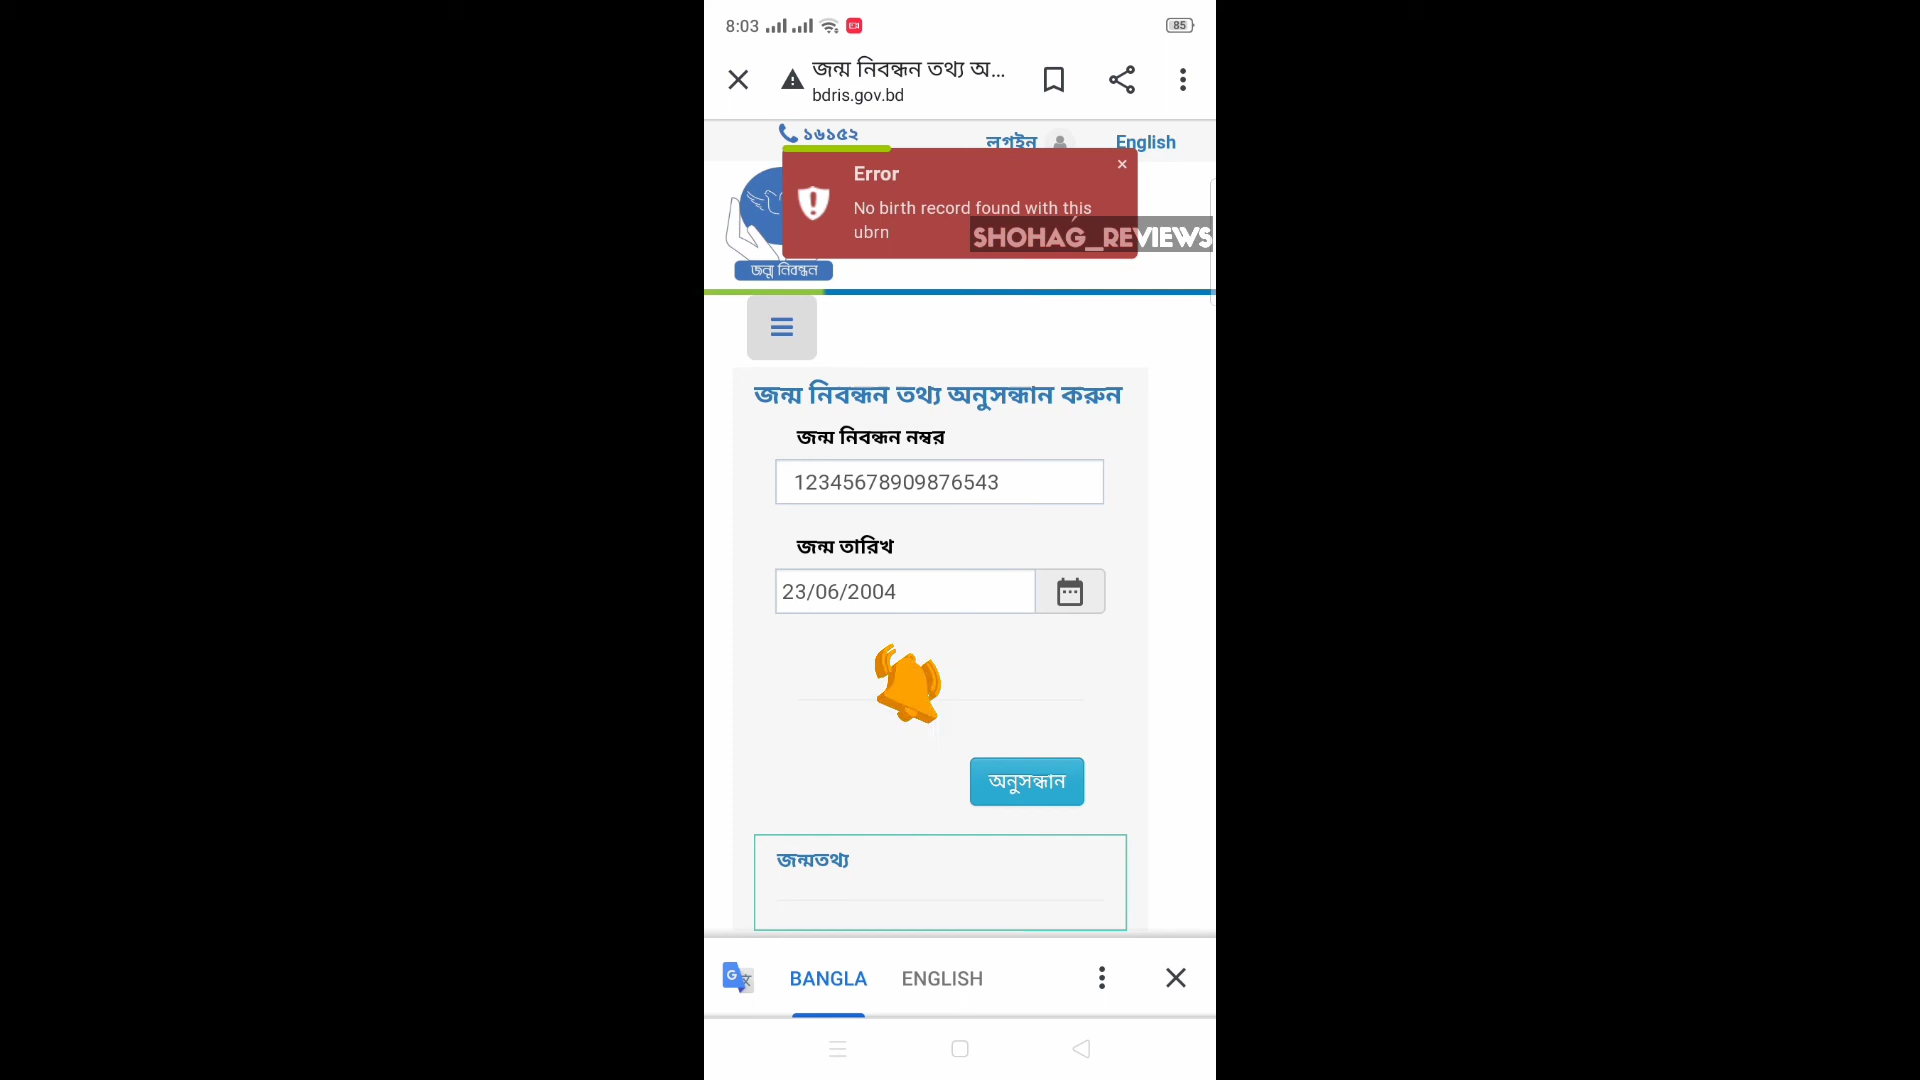 8:03
85
জন্ম নিবন্ধন তথ্য অ...
bdris.gov.bd
১৬১৫২
লগইন
English
Error
No birth record found with this
ubrn
SHOHAG_REVIEWS
জন্ম নিবন্ধন
জন্ম নিবন্ধন তথ্য অনুসন্ধান করুন
জন্ম নিবন্ধন নম্বর
12345678909876543
জন্ম তারিখ
23/06/2004
অনুসন্ধান
জন্মতথ্য
BANGLA
ENGLISH